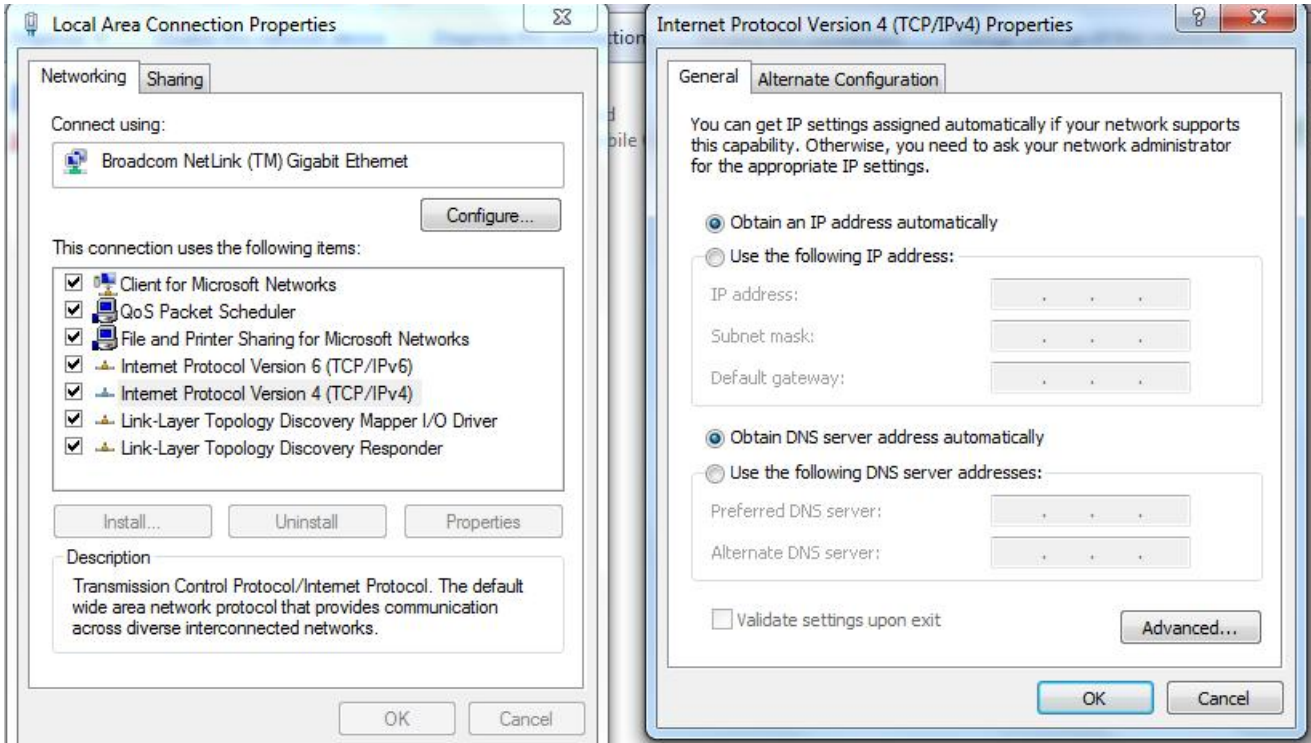 Local Area Connection Properties
Networking
Sharing
Connect using:
Broadcom NetLink (TM) Gigabit Ethernet
Configure...
This connection uses the following items:
Client for Microsoft Networks
QoS Packet Scheduler
File and Printer Sharing for Microsoft Networks
Internet Protocol Version 6 (TCP/IPv6)
Internet Protocol Version 4 (TCP/IPv4)
Link-Layer Topology Discovery Mapper I/O Driver
Link-Layer Topology Discovery Responder
Install...
Uninstall
Properties
Description
Transmission Control Protocol/Internet Protocol. The default
wide area network protocol that provides communication
across diverse interconnected networks.
OK
Cancel
Internet Protocol Version 4 (TCP/IPv4) Properties
General
Alternate Configuration
You can get IP settings assigned automatically if your network supports
this capability. Otherwise, you need to ask your network administrator
for the appropriate IP settings.
Obtain an IP address automatically
Use the following IP address:
IP address:
Subnet mask:
Default gateway:
Obtain DNS server address automatically
Use the following DNS server addresses:
Preferred DNS server:
Alternate DNS server:
Validate settings upon exit
Advanced...
OK
Cancel